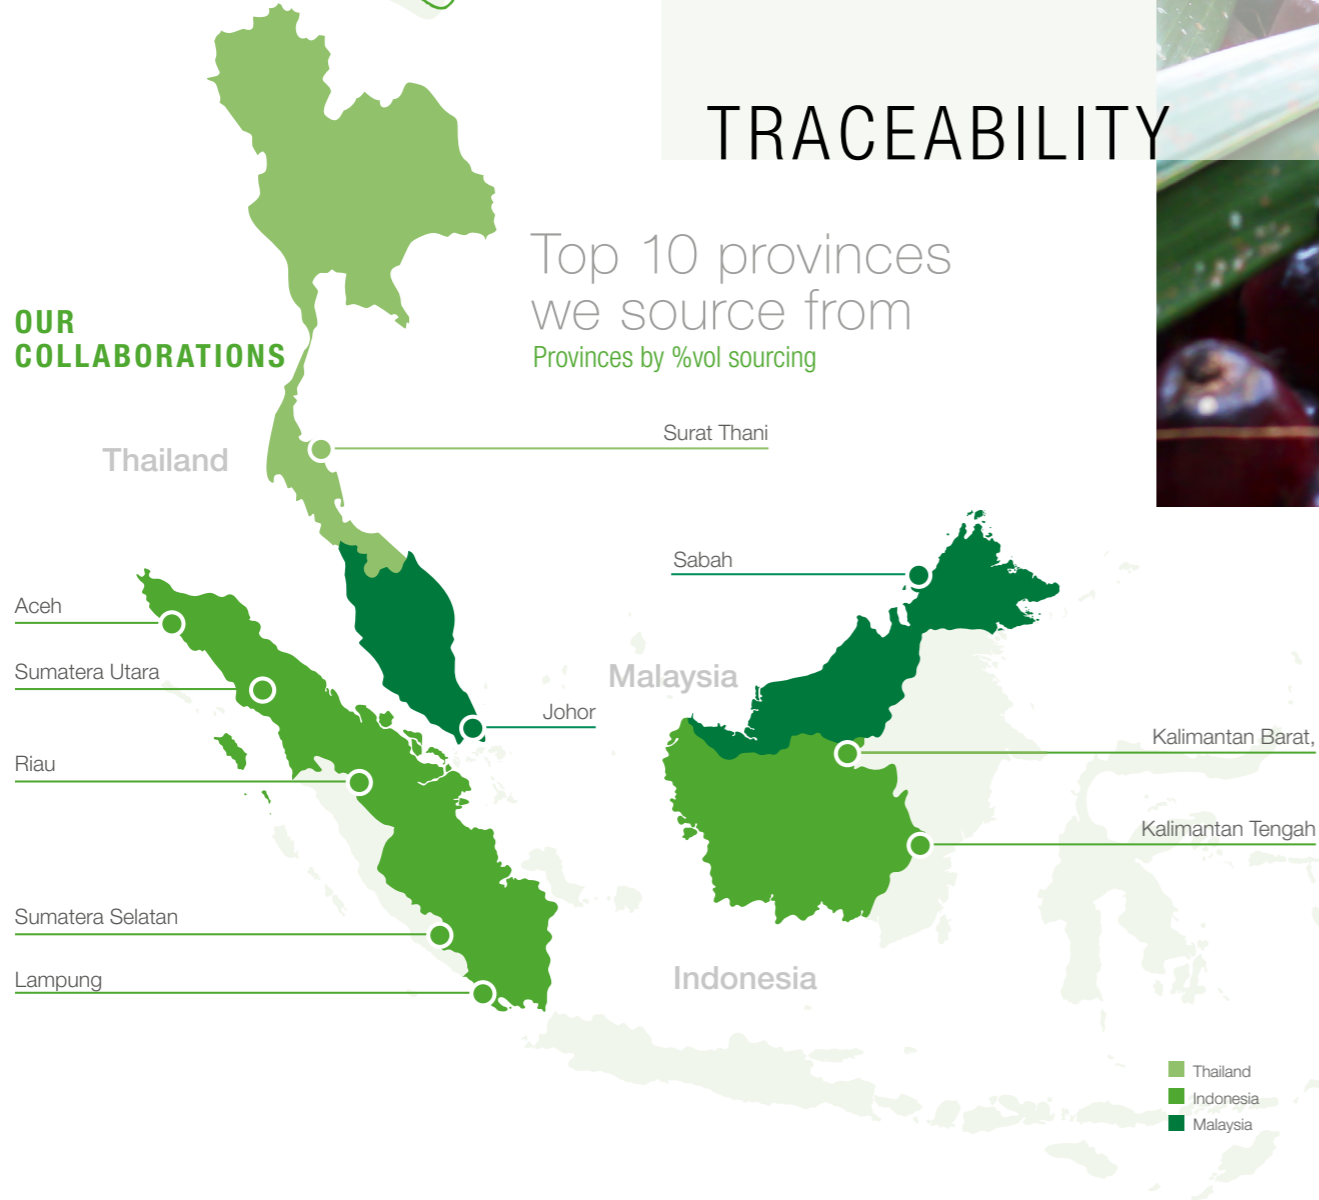 TRACEABILITY
Top 10 provinces
we source from
Provinces by %vol sourcing
OUR
COLLABORATIONS
Thailand
Surat Thani
Sabah
Aceh
Sumatera Utara
Malaysia
Johor
Riau
Kalimantan Barat,
Kalimantan Tengah
Sumatera Selatan
Lampung
Indonesia
Thailand
Indonesia
Malaysia